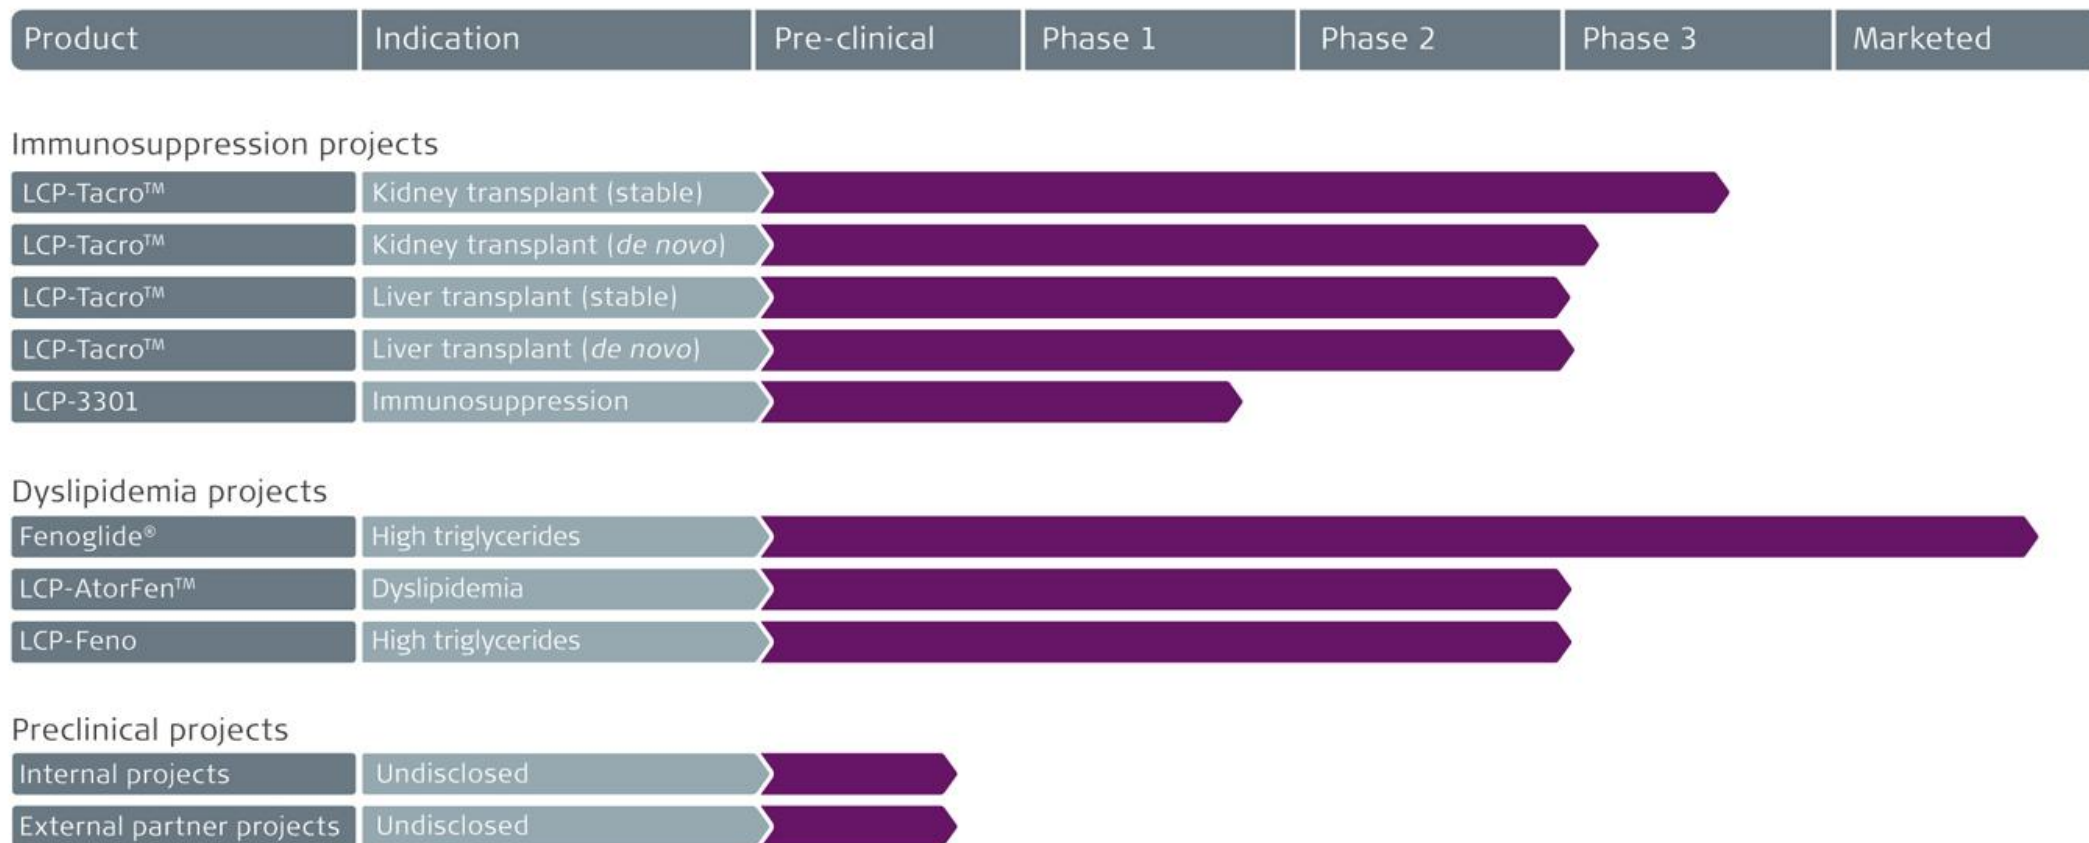 Product Indication Pre-clinical Phase 1 Phase 2 Phase 3 Marketed
Immunosuppression projects
LCP-Tacro™ Kidney transplant (stable)
LCP-Tacro™ Kidney transplant (de novo)
LCP-Tacro™ Liver transplant (stable)
LCP-Tacro™ Liver transplant (de novo)
LCP-3301 Immunosuppression
Dyslipidemia projects
Fenoglide® High triglycerides
LCP-AtorFen™ Dyslipidemia
LCP-Feno High triglycerides
Preclinical projects
Internal projects Undisclosed
External partner projects Undisclosed